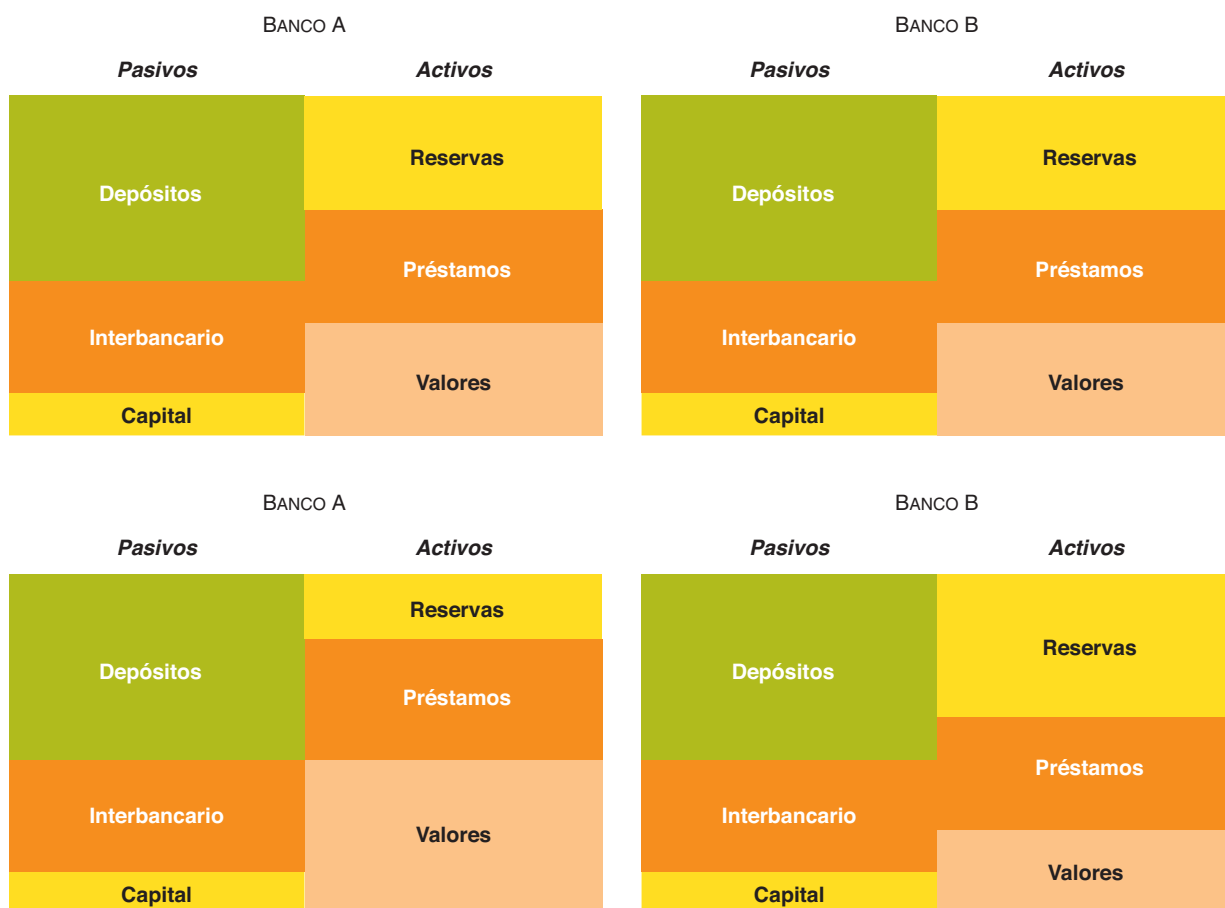 BANCO A
BANCO B
Pasivos
Activos
Pasivos
Activos
Reservas
Reservas
Depósitos
Depósitos
Préstamos
Préstamos
Interbancario
Interbancario
Valores
Valores
Capital
Capital
BANCO A
BANCO B
Pasivos
Activos
Pasivos
Activos
Reservas
Reservas
Depósitos
Depósitos
Préstamos
Préstamos
Interbancario
Interbancario
Valores
Valores
Capital
Capital